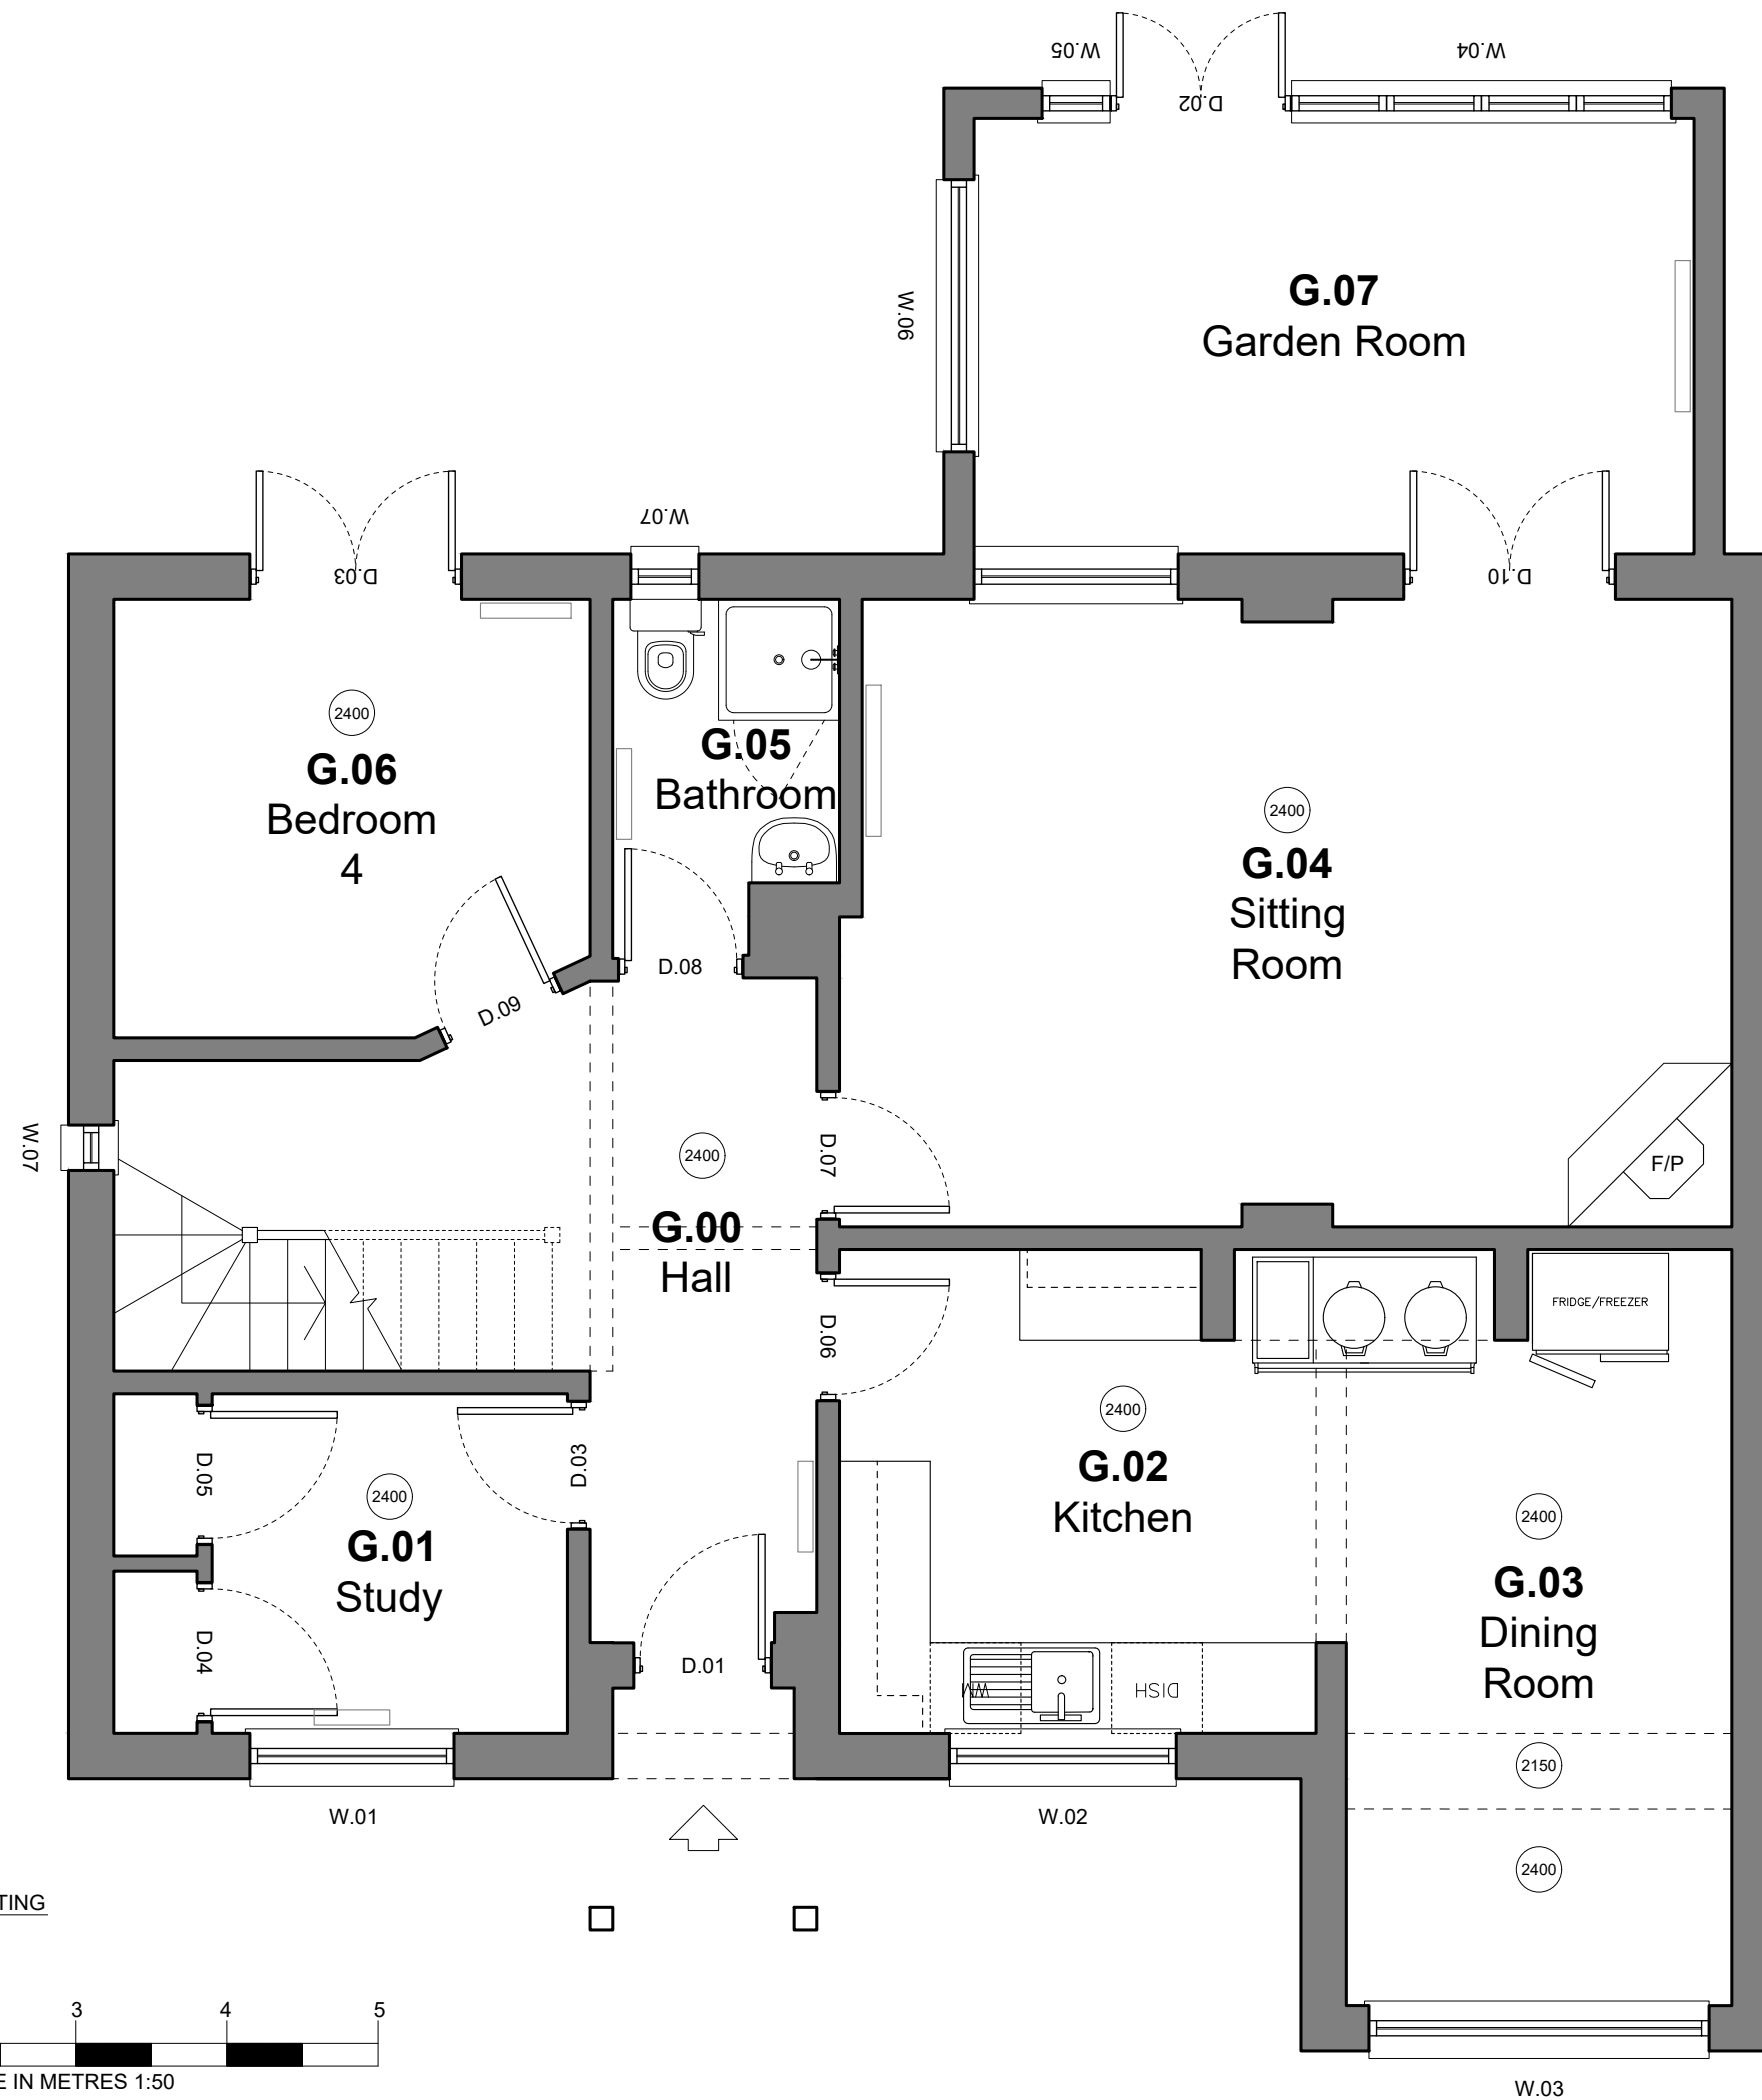 W.05
W.04
D.02
G.07
Garden Room
W.06
W.07
D.03
D.10
2400
G.06
Bedroom
4
G.05
Bathroom
2400
G.04
Sitting
Room
D.08
D.09
W.07
2400
D.07
F/P
G.00
Hall
D.06
FRIDGE/FREEZER
D.03
D.05
2400
G.01
Study
D.04
D.01
2400
G.02
Kitchen
2400
G.03
Dining
Room
WM
DISH
2150
W.01
W.02
2400
TING
3 4 5
E IN METRES 1:50
W.03